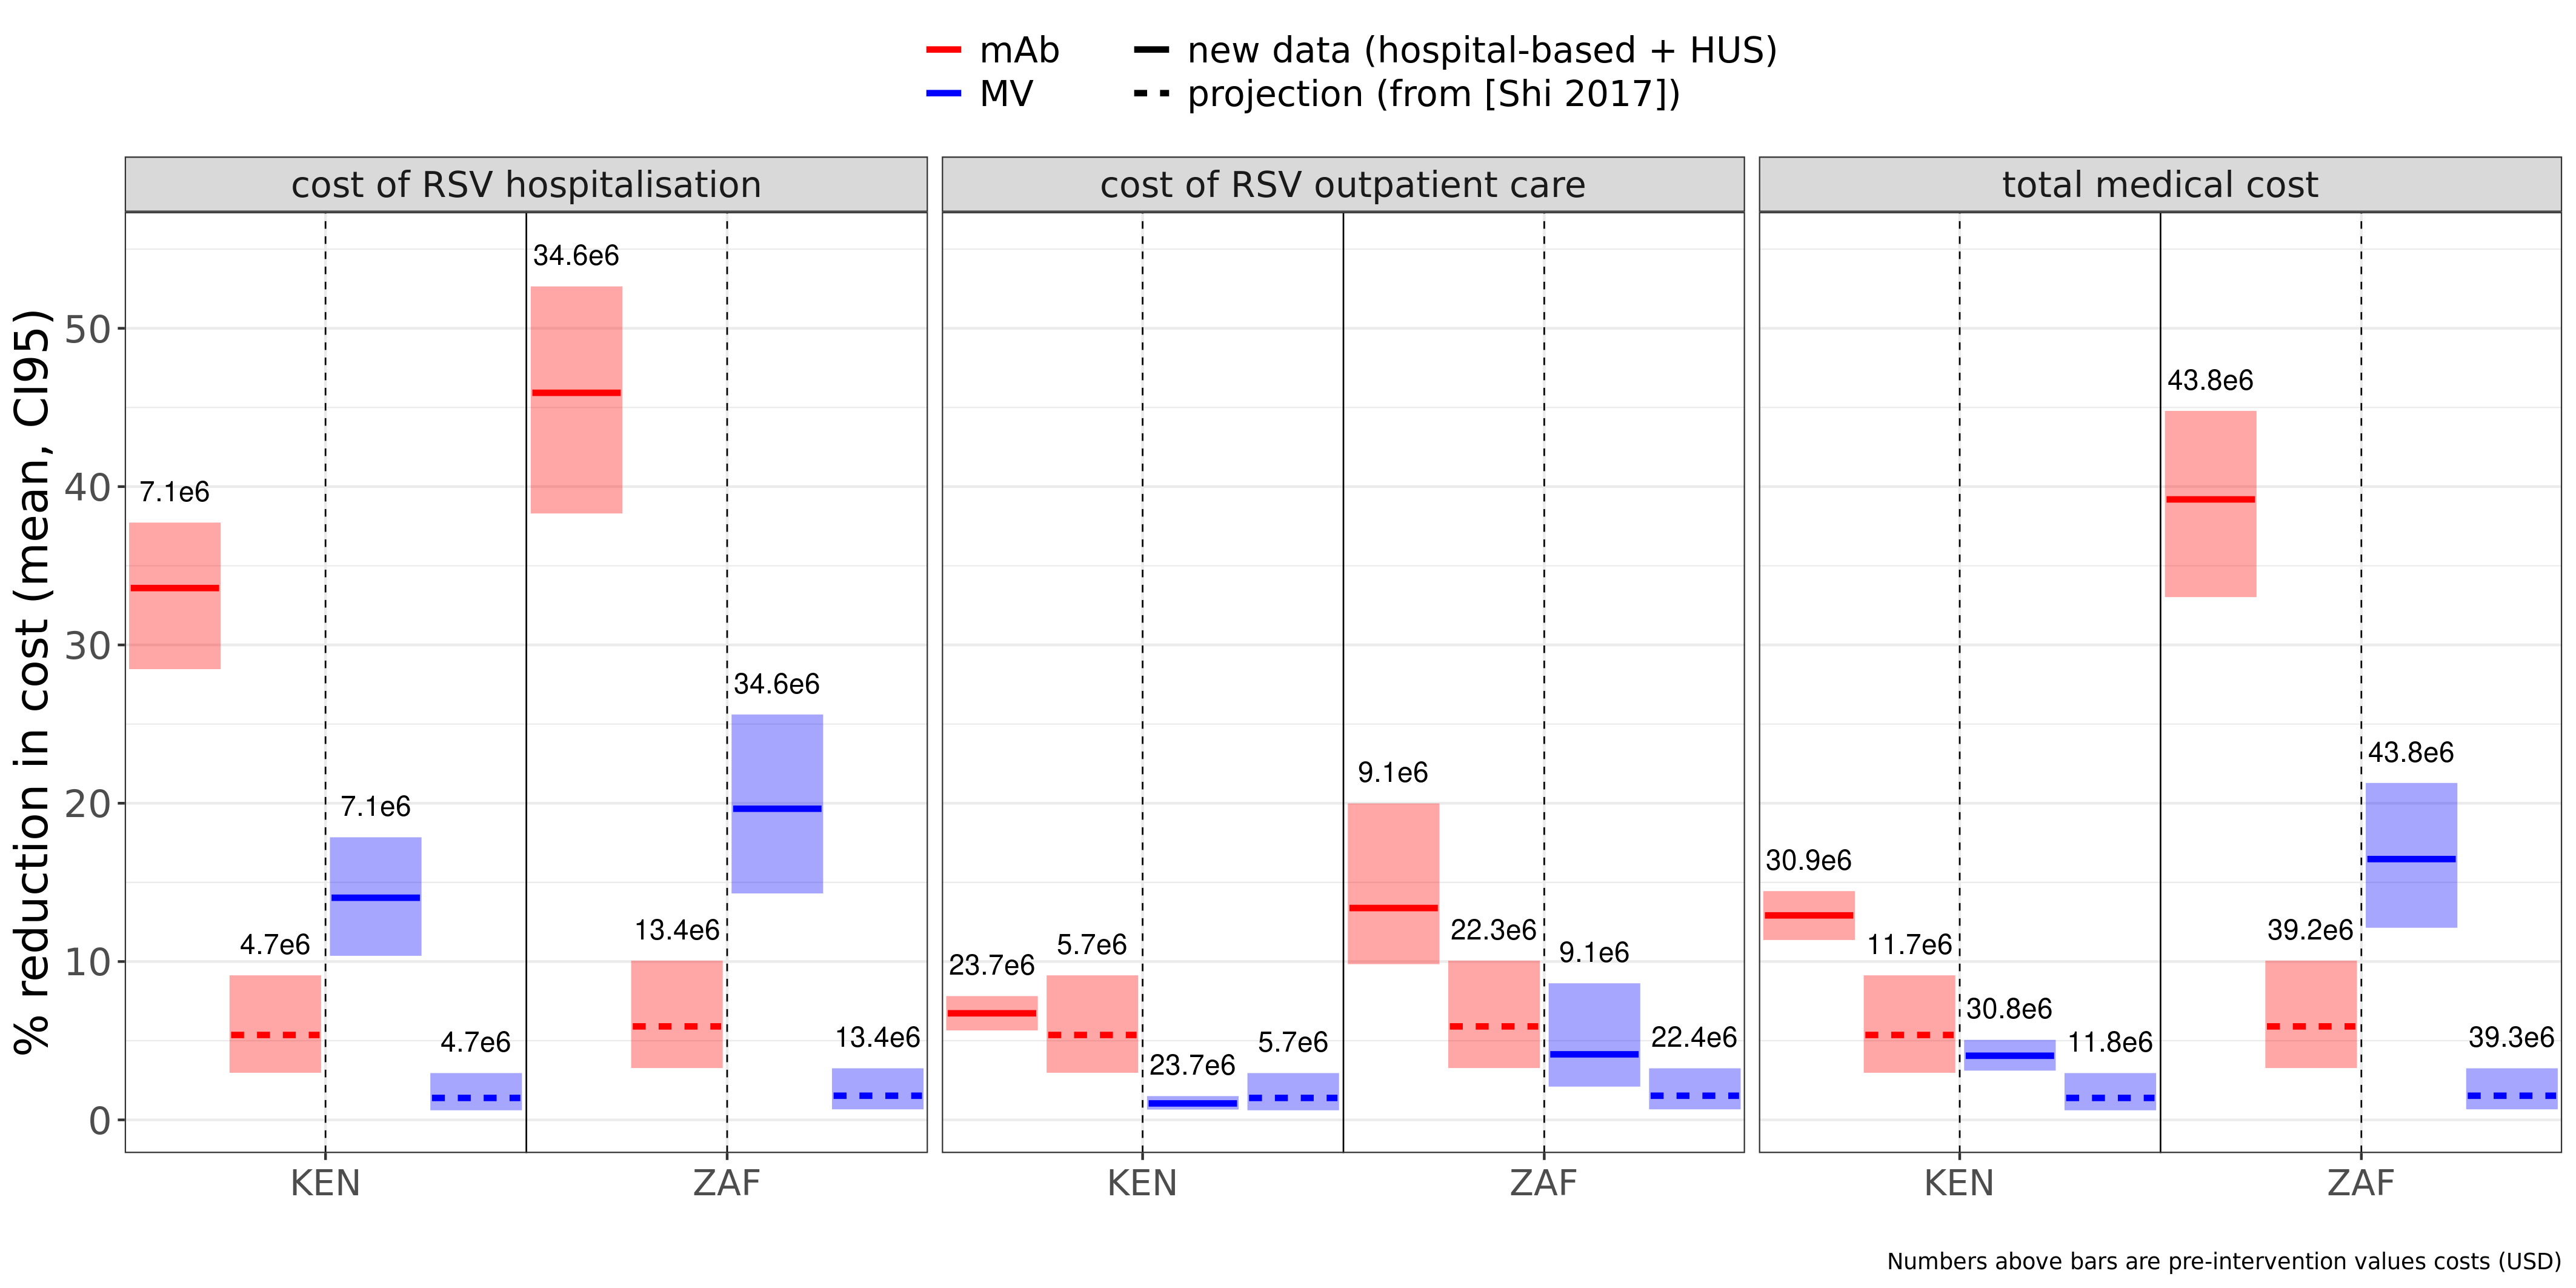 mAb
MV
new data (hospital-based + HUS)
projection (from [Shi 2017])
cost of RSV hospitalisation
cost of RSV outpatient care
total medical cost
% reduction in cost (mean, CI95)
50
40
30
20
10
0
7.1e6
4.7e6
7.1e6
4.7e6
34.6e6
13.4e6
34.6e6
13.4e6
23.7e6
5.7e6
23.7e6
5.7e6
9.1e6
22.3e6
9.1e6
22.4e6
30.9e6
11.7e6
30.8e6
11.8e6
43.8e6
39.2e6
43.8e6
39.3e6
KEN
ZAF
KEN
ZAF
KEN
ZAF
Numbers above bars are pre-intervention values costs (USD)